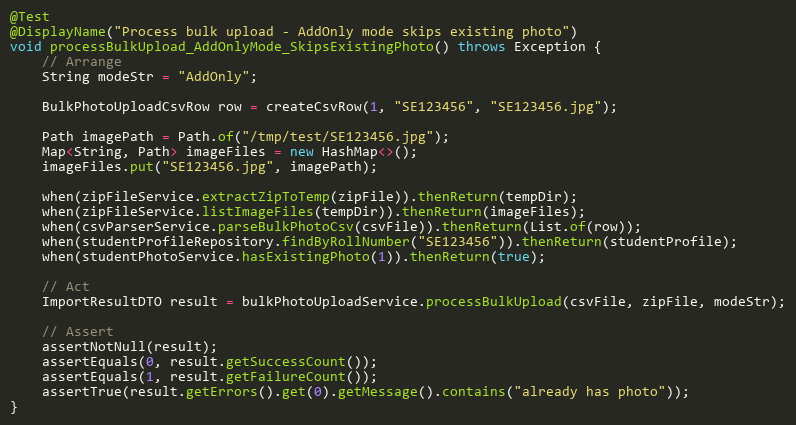 @Test
@DisplayName("Process bulk upload - AddOnly mode skips existing photo")
void processBulkUpload_AddOnlyMode_SkipsExistingPhoto() throws Exception {
    // Arrange
    String modeStr = "AddOnly";

    BulkPhotoUploadCsvRow row = createCsvRow(1, "SE123456", "SE123456.jpg");

    Path imagePath = Path.of("/tmp/test/SE123456.jpg");
    Map<String, Path> imageFiles = new HashMap<>();
    imageFiles.put("SE123456.jpg", imagePath);

    when(zipFileService.extractZipToTemp(zipFile)).thenReturn(tempDir);
    when(zipFileService.listImageFiles(tempDir)).thenReturn(imageFiles);
    when(csvParserService.parseBulkPhotoCsv(csvFile)).thenReturn(List.of(row));
    when(studentProfileRepository.findByRollNumber("SE123456")).thenReturn(studentProfile);
    when(studentPhotoService.hasExistingPhoto(1)).thenReturn(true);

    // Act
    ImportResultDTO result = bulkPhotoUploadService.processBulkUpload(csvFile, zipFile, modeStr);

    // Assert
    assertNotNull(result);
    assertEquals(0, result.getSuccessCount());
    assertEquals(1, result.getFailureCount());
    assertTrue(result.getErrors().get(0).getMessage().contains("already has photo"));
}